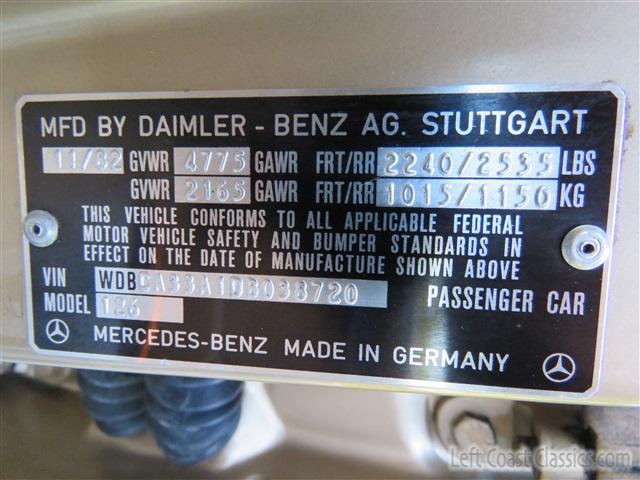 MFD BY DAIMLER - BENZ AG. STUTTGART
11/82 GVWR 4775 GAWR FRT/RR 2240/2535 LBS
GVWR 2165 GAWR FRT/RR 1015/1150 KG
THIS VEHICLE CONFORMS TO ALL APPLICABLE FEDERAL
MOTOR VEHICLE SAFETY AND BUMPER STANDARDS IN
EFFECT ON THE DATE OF MANUFACTURE SHOWN ABOVE
VIN WDBCA33A1DB038720 PASSENGER CAR
MODEL 126
MERCEDES-BENZ MADE IN GERMANY
Left Coast Classics.com